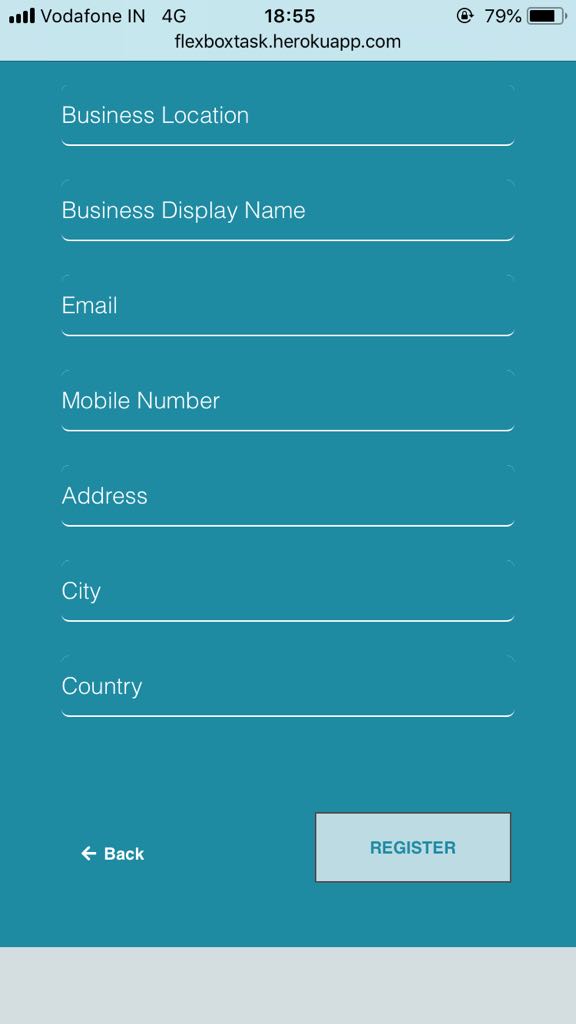 Vodafone IN 4G 18:55 79%
flexboxtask.herokuapp.com
Business Location
Business Display Name
Email
Mobile Number
Address
City
Country
← Back
REGISTER